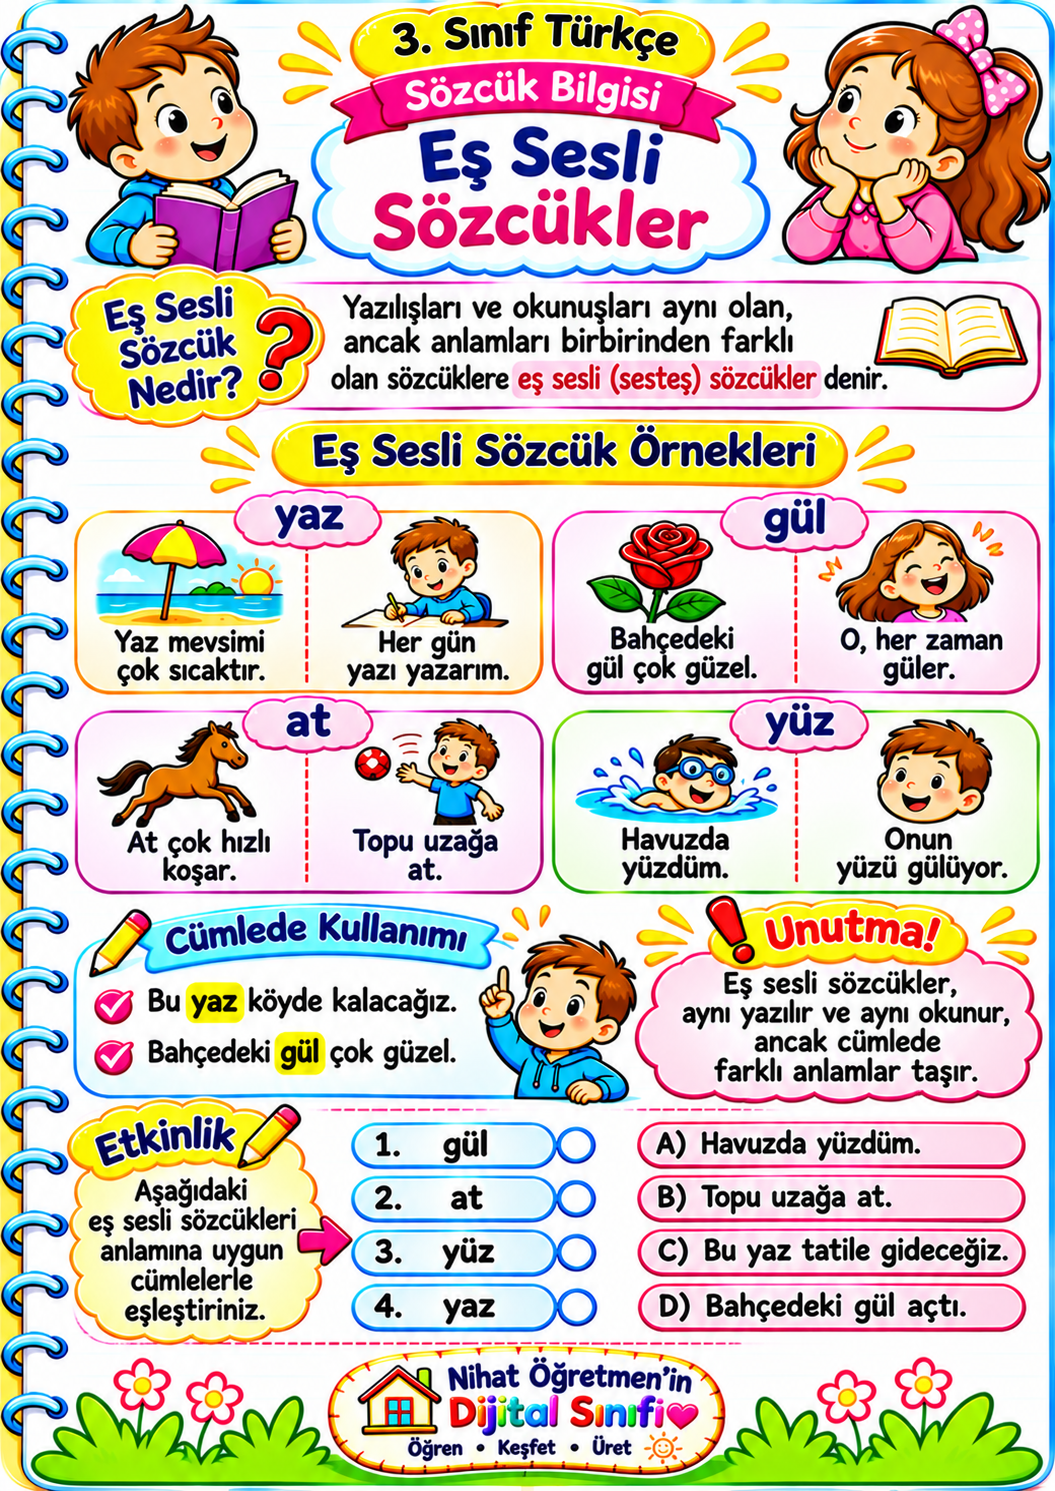 3. Sınıf Türkçe
Sözcük Bilgisi
Eş Sesli
Sözcükler
Eş Sesli
Sözcük
Nedir?
Yazılışları ve okunuşları aynı olan,
ancak anlamları birbirinden farklı
olan sözcüklere eş sesli (sesteş) sözcükler denir.
Eş Sesli Sözcük Örnekleri
yaz
Yaz mevsimi
çok sıcaktır.
Her gün
yazı yazarım.
gül
Bahçedeki
gül çok güzel.
O, her zaman
güler.
at
At çok hızlı
koşar.
Topu uzağa
at.
yüz
Havuzda
yüzdüm.
Onun
yüzü gülüyor.
Cümlede Kullanımı
Bu yaz köyde kalacağız.
Bahçedeki gül çok güzel.
Unutma!
Eş sesli sözcükler,
aynı yazılır ve aynı okunur,
ancak cümlede
farklı anlamlar taşır.
Etkinlik
Aşağıdaki
eş sesli sözcükleri
anlamına uygun
cümlelerle
eşleştiriniz.
1. gül
2. at
3. yüz
4. yaz
A) Havuzda yüzdüm.
B) Topu uzağa at.
C) Bu yaz tatile gideceğiz.
D) Bahçedeki gül açtı.
Nihat Öğretmen'in
Dijital Sınıfı
Öğren • Keşfet • Üret